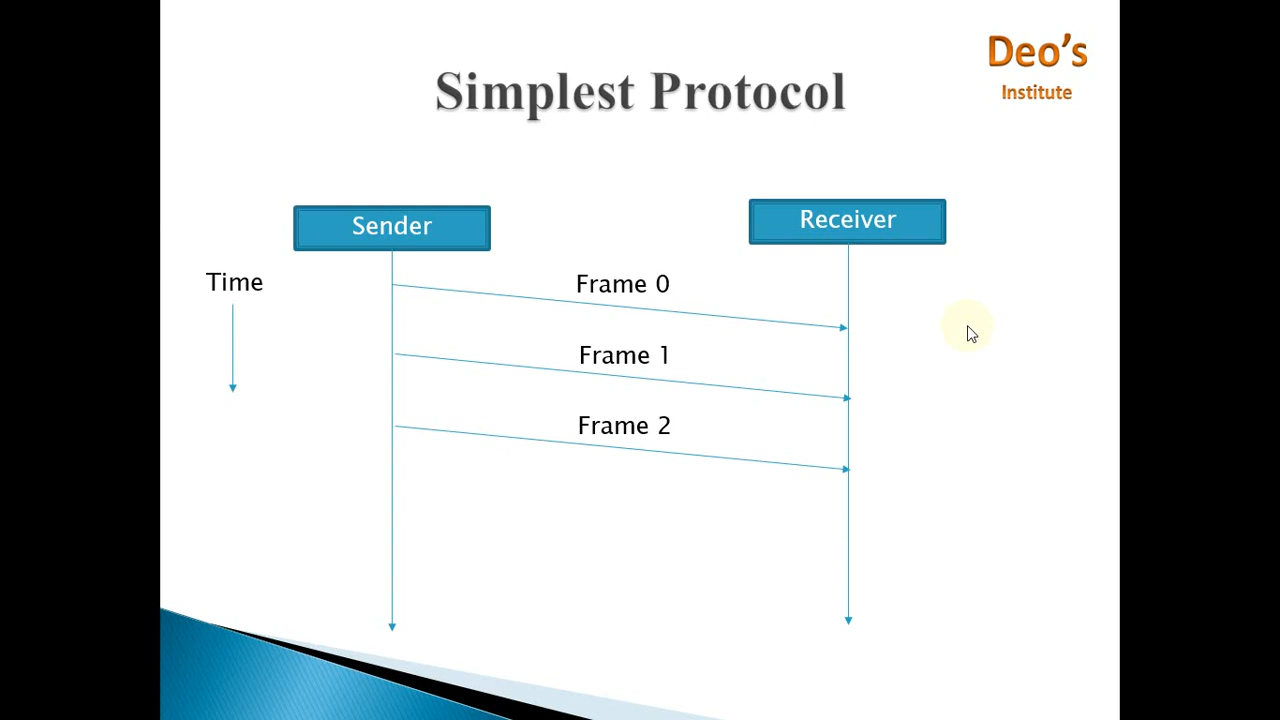 Deo's
Institute
Simplest Protocol
Sender
Receiver
Time
Frame 0
Frame 1
Frame 2